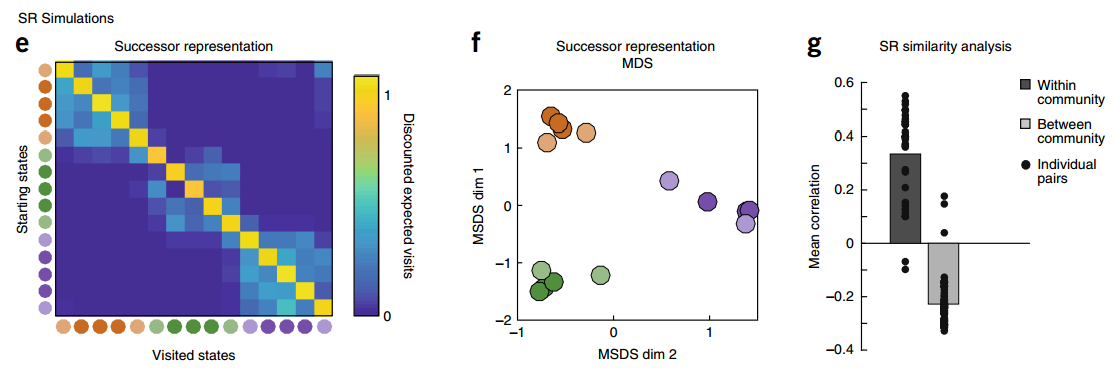 SR Simulations
e
Successor representation
Starting states
Visited states
1
0
Discounted expected visits
f
Successor representation
MDS
2
1
0
−1
−2
MSDS dim 1
−1
0
1
MSDS dim 2
g
SR similarity analysis
0.6
0.4
0.2
0
−0.2
−0.4
Mean correlation
Within
community
Between
community
Individual
pairs